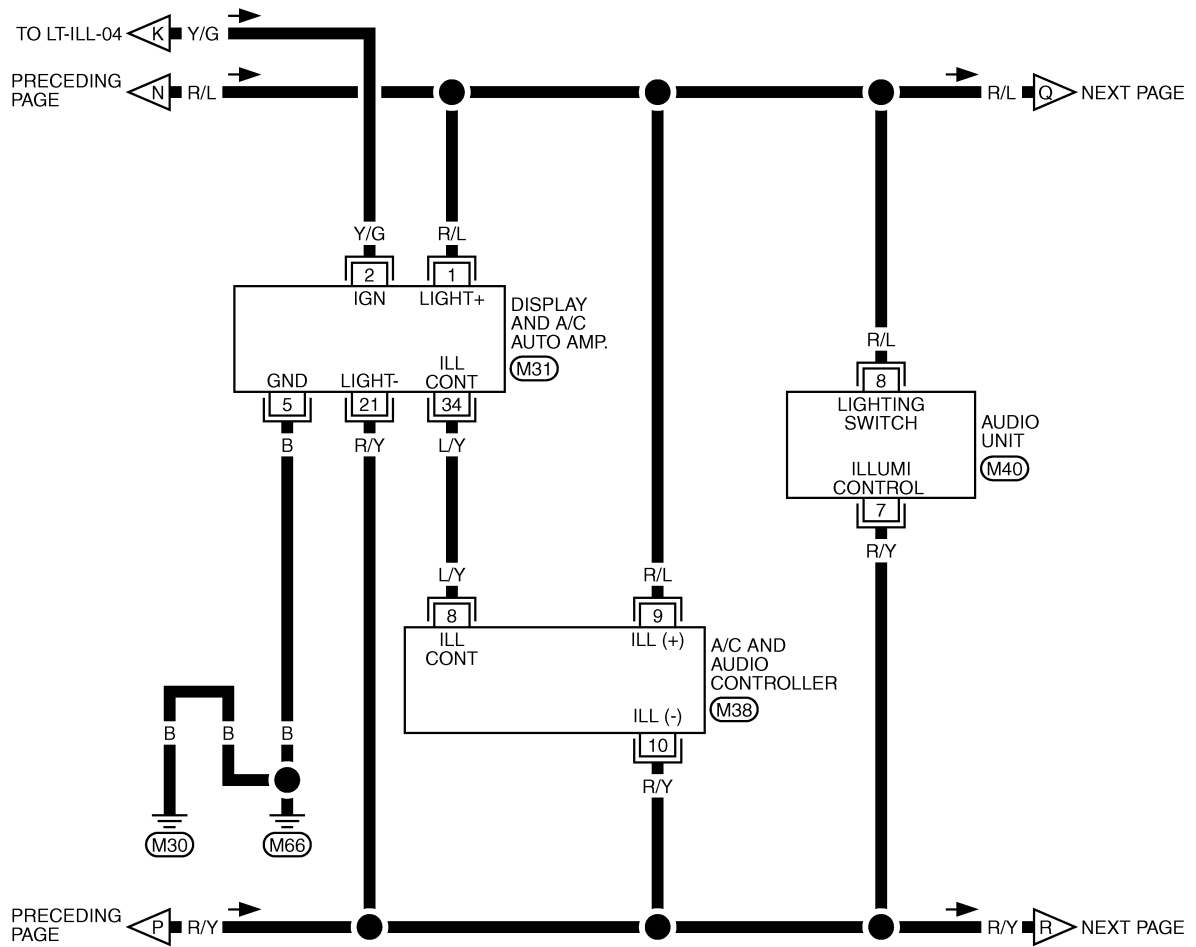 TO LT-ILL-04 K Y/G
PRECEDING
PAGE
N R/L
R/L Q NEXT PAGE
Y/G R/L
2 1
IGN LIGHT+
DISPLAY
AND A/C
AUTO AMP.
M31
GND LIGHT- ILL
CONT
5 21 34
B R/Y L/Y
R/L
8
LIGHTING
SWITCH
AUDIO
UNIT
M40
ILLUMI
CONTROL
7
R/Y
L/Y R/L
8 9
ILL
CONT
ILL (+)
A/C AND
AUDIO
CONTROLLER
M38
ILL (-)
10
R/Y
B B B
M30 M66
PRECEDING
PAGE
P R/Y
R/Y R NEXT PAGE